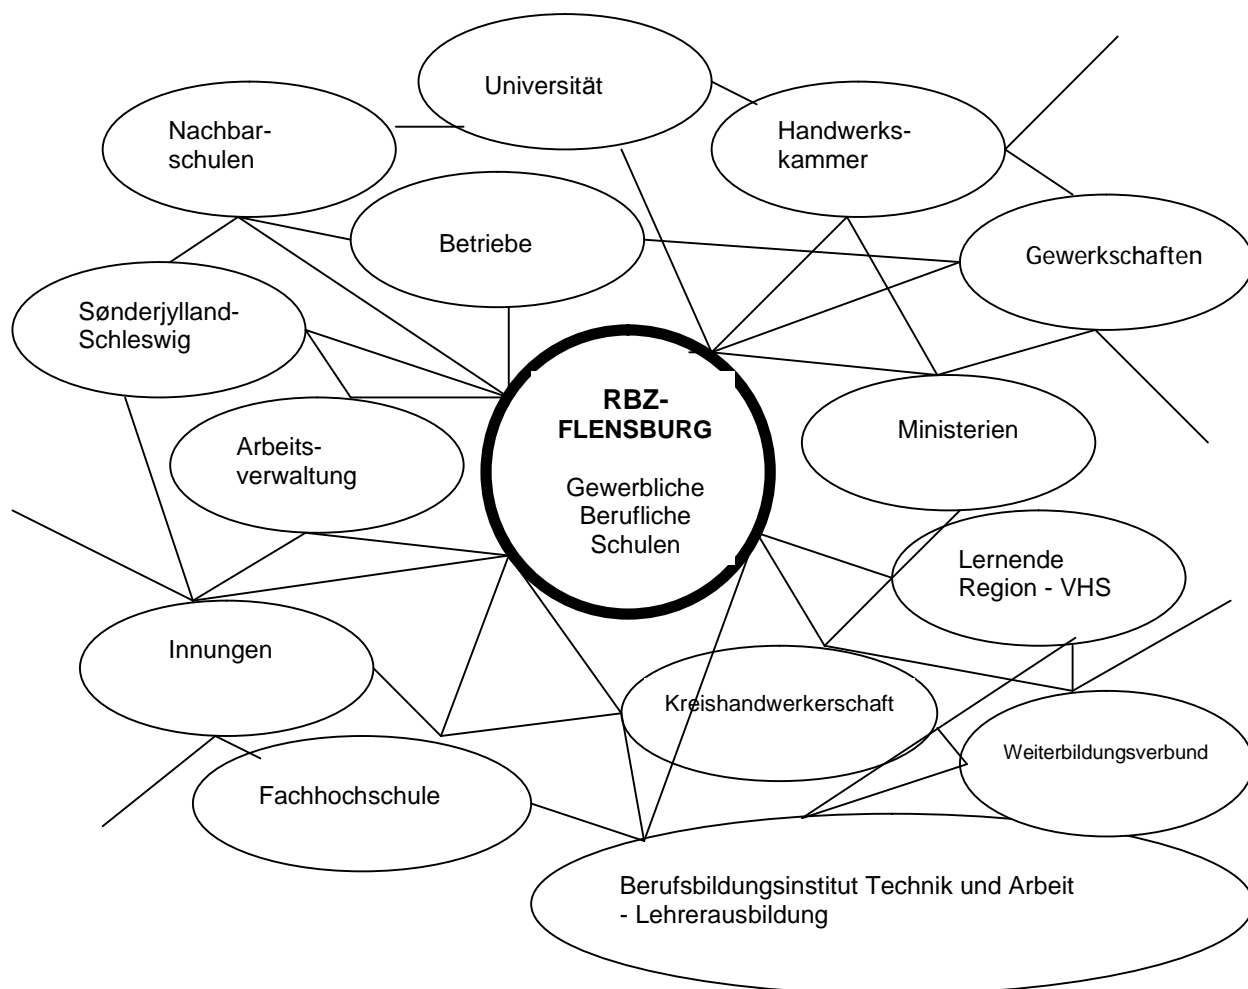 Universität
Nachbar-
schulen
Handwerks-
kammer
Betriebe
Gewerkschaften
Sønderjylland-
Schleswig
RBZ-
FLENSBURG
Gewerbliche
Berufliche
Schulen
Ministerien
Arbeits-
verwaltung
Lernende
Region - VHS
Innungen
Kreishandwerkerschaft
Weiterbildungsverbund
Fachhochschule
Berufsbildungsinstitut Technik und Arbeit
- Lehrerausbildung